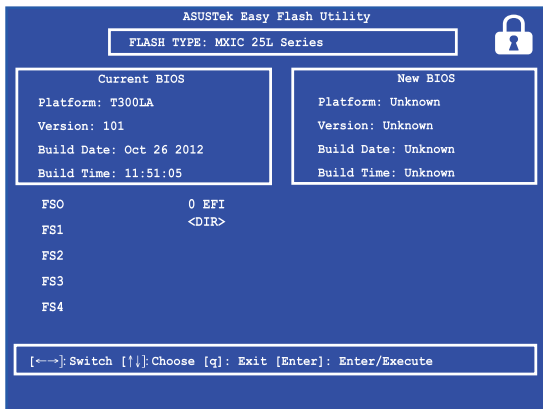 ASUSTek Easy Flash Utility
FLASH TYPE: MXIC 25L Series
Current BIOS
Platform: T300LA
Version: 101
Build Date: Oct 26 2012
Build Time: 11:51:05
New BIOS
Platform: Unknown
Version: Unknown
Build Date: Unknown
Build Time: Unknown
FSO
FS1
FS2
FS3
FS4
0 EFI
<DIR>
[←→]: Switch [↑↓]: Choose [q]: Exit [Enter]: Enter/Execute